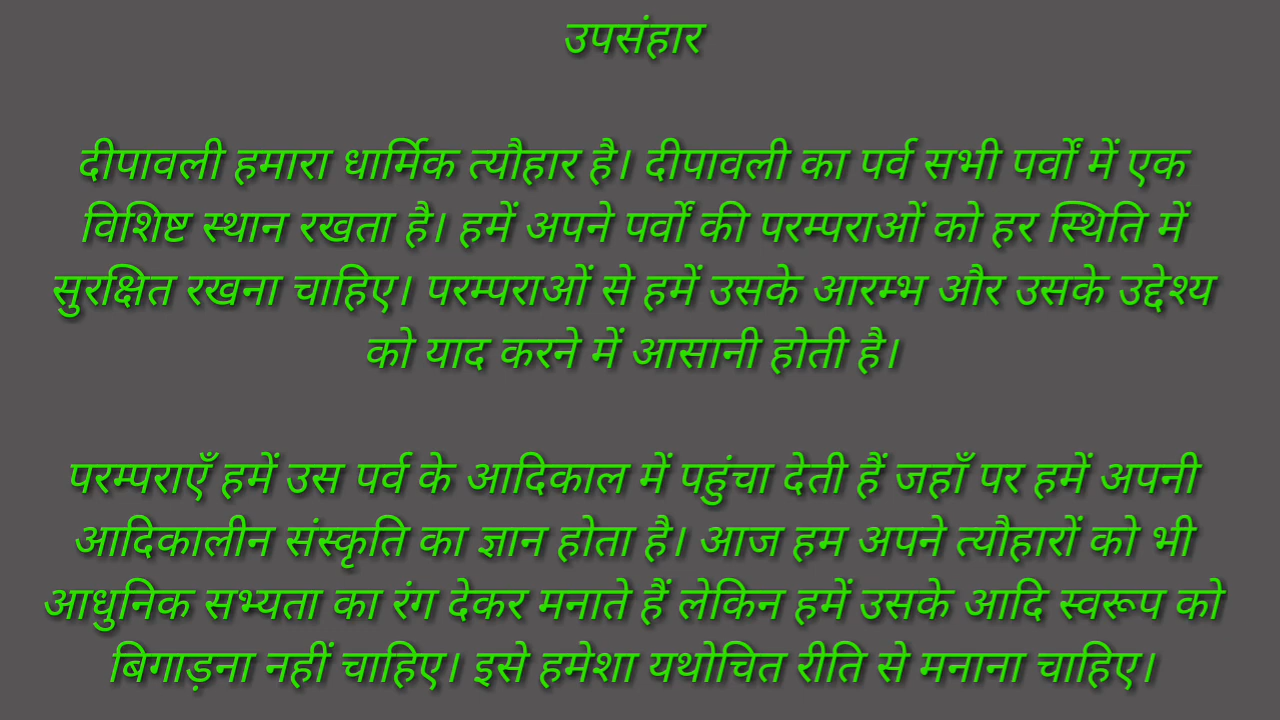 उपसंहार
दीपावली हमारा धार्मिक त्यौहार है। दीपावली का पर्व सभी पर्वों में एक
विशिष्ट स्थान रखता है। हमें अपने पर्वों की परम्पराओं को हर स्थिति में
सुरक्षित रखना चाहिए। परम्पराओं से हमें उसके आरम्भ और उसके उद्देश्य
को याद करने में आसानी होती है।
परम्पराएँ हमें उस पर्व के आदिकाल में पहुंचा देती हैं जहाँ पर हमें अपनी
आदिकालीन संस्कृति का ज्ञान होता है। आज हम अपने त्यौहारों को भी
आधुनिक सभ्यता का रंग देकर मनाते हैं लेकिन हमें उसके आदि स्वरूप को
बिगाड़ना नहीं चाहिए। इसे हमेशा यथोचित रीति से मनाना चाहिए।